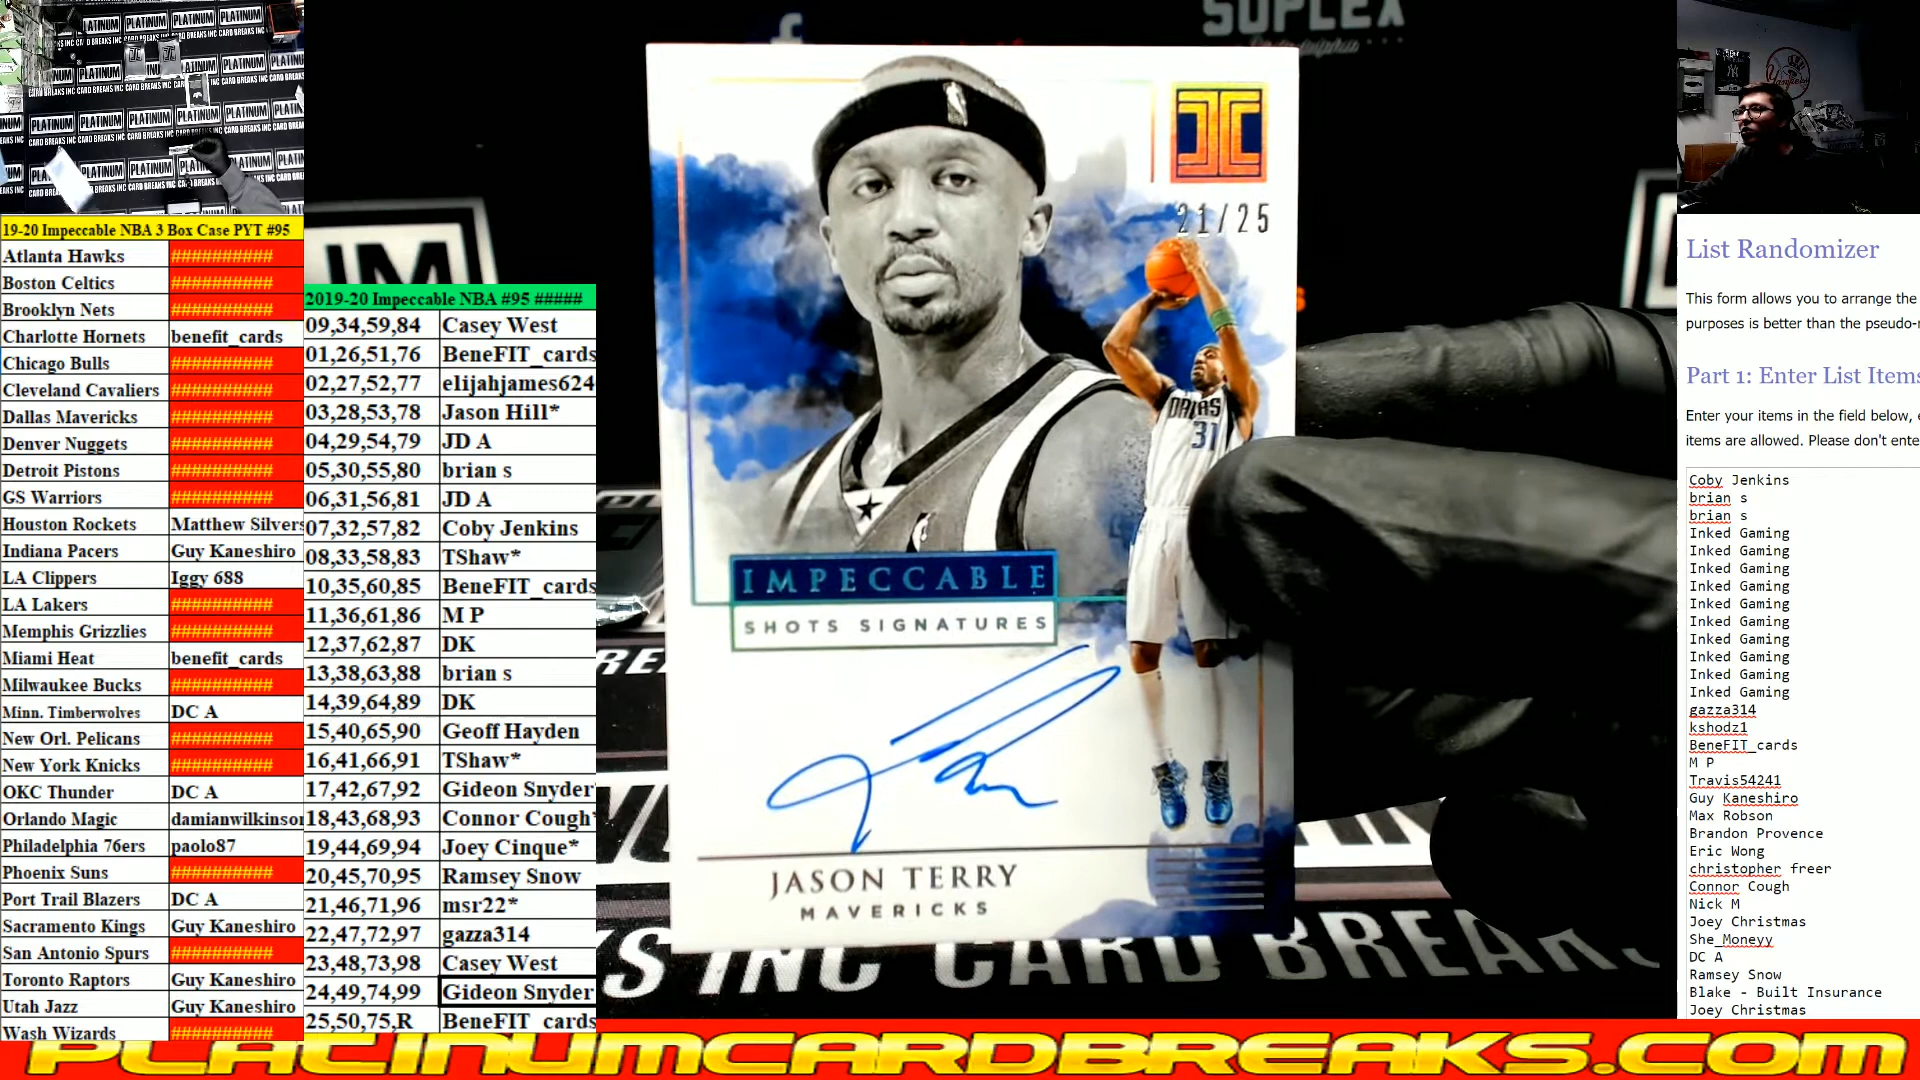 19-20 Impeccable NBA 3 Box Case PYT #95
Atlanta Hawks ##########
Boston Celtics ##########
Brooklyn Nets ##########
Charlotte Hornets benefit_cards
Chicago Bulls ##########
Cleveland Cavaliers ##########
Dallas Mavericks ##########
Denver Nuggets ##########
Detroit Pistons ##########
GS Warriors ##########
Houston Rockets Matthew Silvers
Indiana Pacers Guy Kaneshiro
LA Clippers Iggy 688
LA Lakers ##########
Memphis Grizzlies ##########
Miami Heat benefit_cards
Milwaukee Bucks ##########
Minn. Timberwolves DC A
New Orl. Pelicans ##########
New York Knicks ##########
OKC Thunder DC A
Orlando Magic damianwilkinson
Philadelphia 76ers paolo87
Phoenix Suns ##########
Port Trail Blazers DC A
Sacramento Kings Guy Kaneshiro
San Antonio Spurs ##########
Toronto Raptors Guy Kaneshiro
Utah Jazz Guy Kaneshiro
Wash Wizards ##########
2019-20 Impeccable NBA #95 #####
09,34,59,84 Casey West
01,26,51,76 BeneFIT_cards
02,27,52,77 elijahjames624
03,28,53,78 Jason Hill*
04,29,54,79 JD A
05,30,55,80 brian s
06,31,56,81 JD A
07,32,57,82 Coby Jenkins
08,33,58,83 TShaw*
10,35,60,85 BeneFIT_cards
11,36,61,86 M P
12,37,62,87 DK
13,38,63,88 brian s
14,39,64,89 DK
15,40,65,90 Geoff Hayden
16,41,66,91 TShaw*
17,42,67,92 Gideon Snyder
18,43,68,93 Connor Cough*
19,44,69,94 Joey Cinque*
20,45,70,95 Ramsey Snow
21,46,71,96 msr22*
22,47,72,97 gazza314
23,48,73,98 Casey West
24,49,74,99 Gideon Snyder
25,50,75,R BeneFIT_cards
SUPLEX
21/25
DALLAS
31
IMPECCABLE
SHOTS SIGNATURES
JASON TERRY
MAVERICKS
INC CARD BREAKS
List Randomizer
This form allows you to arrange the
purposes is better than the pseudo-
Part 1: Enter List Items
Enter your items in the field below,
items are allowed. Please don't ente
Coby Jenkins
brian s
brian s
Inked Gaming
Inked Gaming
Inked Gaming
Inked Gaming
Inked Gaming
Inked Gaming
Inked Gaming
Inked Gaming
Inked Gaming
Inked Gaming
gazza314
kshodz1
BeneFIT_cards
M P
Travis54241
Guy Kaneshiro
Max Robson
Brandon Provence
Eric Wong
christopher freer
Connor Cough
Nick M
Joey Christmas
She_Moneyy
DC A
Ramsey Snow
Blake - Built Insurance
Joey Christmas
PLATINUMCARDBREAKS.COM